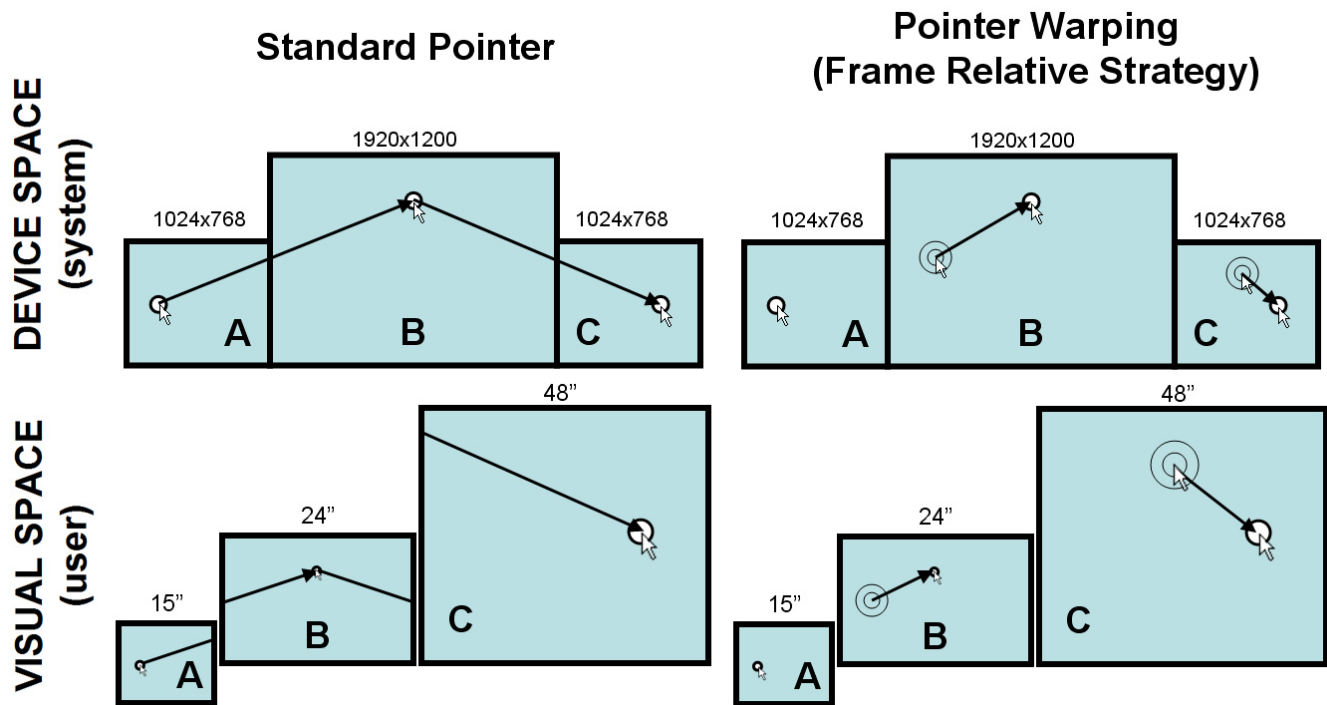 Standard Pointer
Pointer Warping
(Frame Relative Strategy)
DEVICE SPACE
(system)
1024x768
1920x1200
1024x768
A
B
C
1024x768
1920x1200
1024x768
A
B
C
VISUAL SPACE
(user)
15”
24”
48”
A
B
C
15”
24”
48”
A
B
C